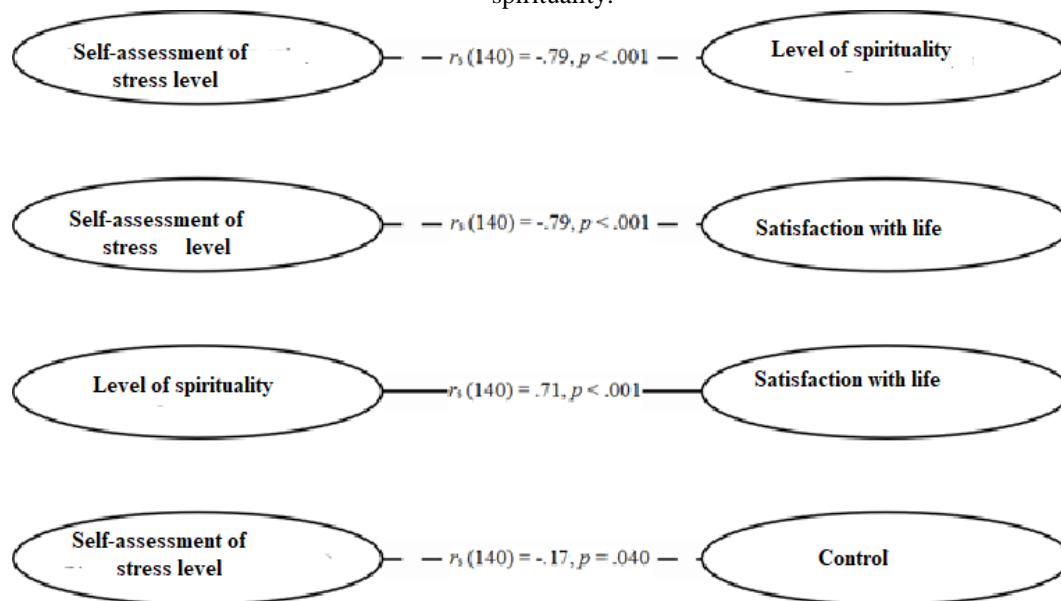 spirituality.
Self-assessment of
stress level
rs (140) = -.79, p < .001
Level of spirituality
Self-assessment of
stress level
rs (140) = -.79, p < .001
Satisfaction with life
Level of spirituality
rs (140) = .71, p < .001
Satisfaction with life
Self-assessment of
stress level
rs (140) = -.17, p = .040
Control